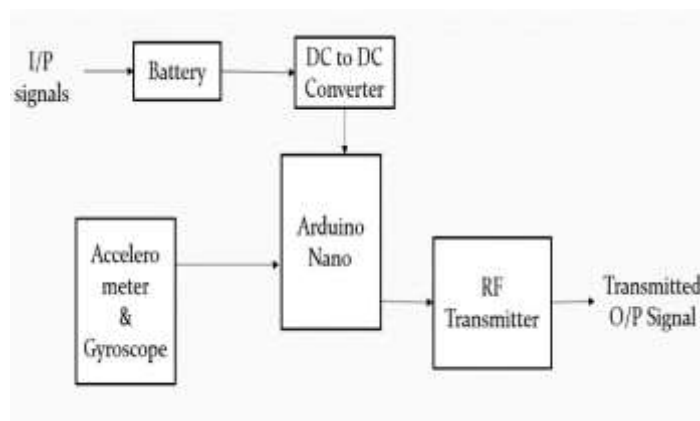 I/P
signals
Battery
DC to DC
Converter
Arduino
Nano
Accelero
meter
&
Gyroscope
RF
Transmitter
Transmitted
O/P Signal